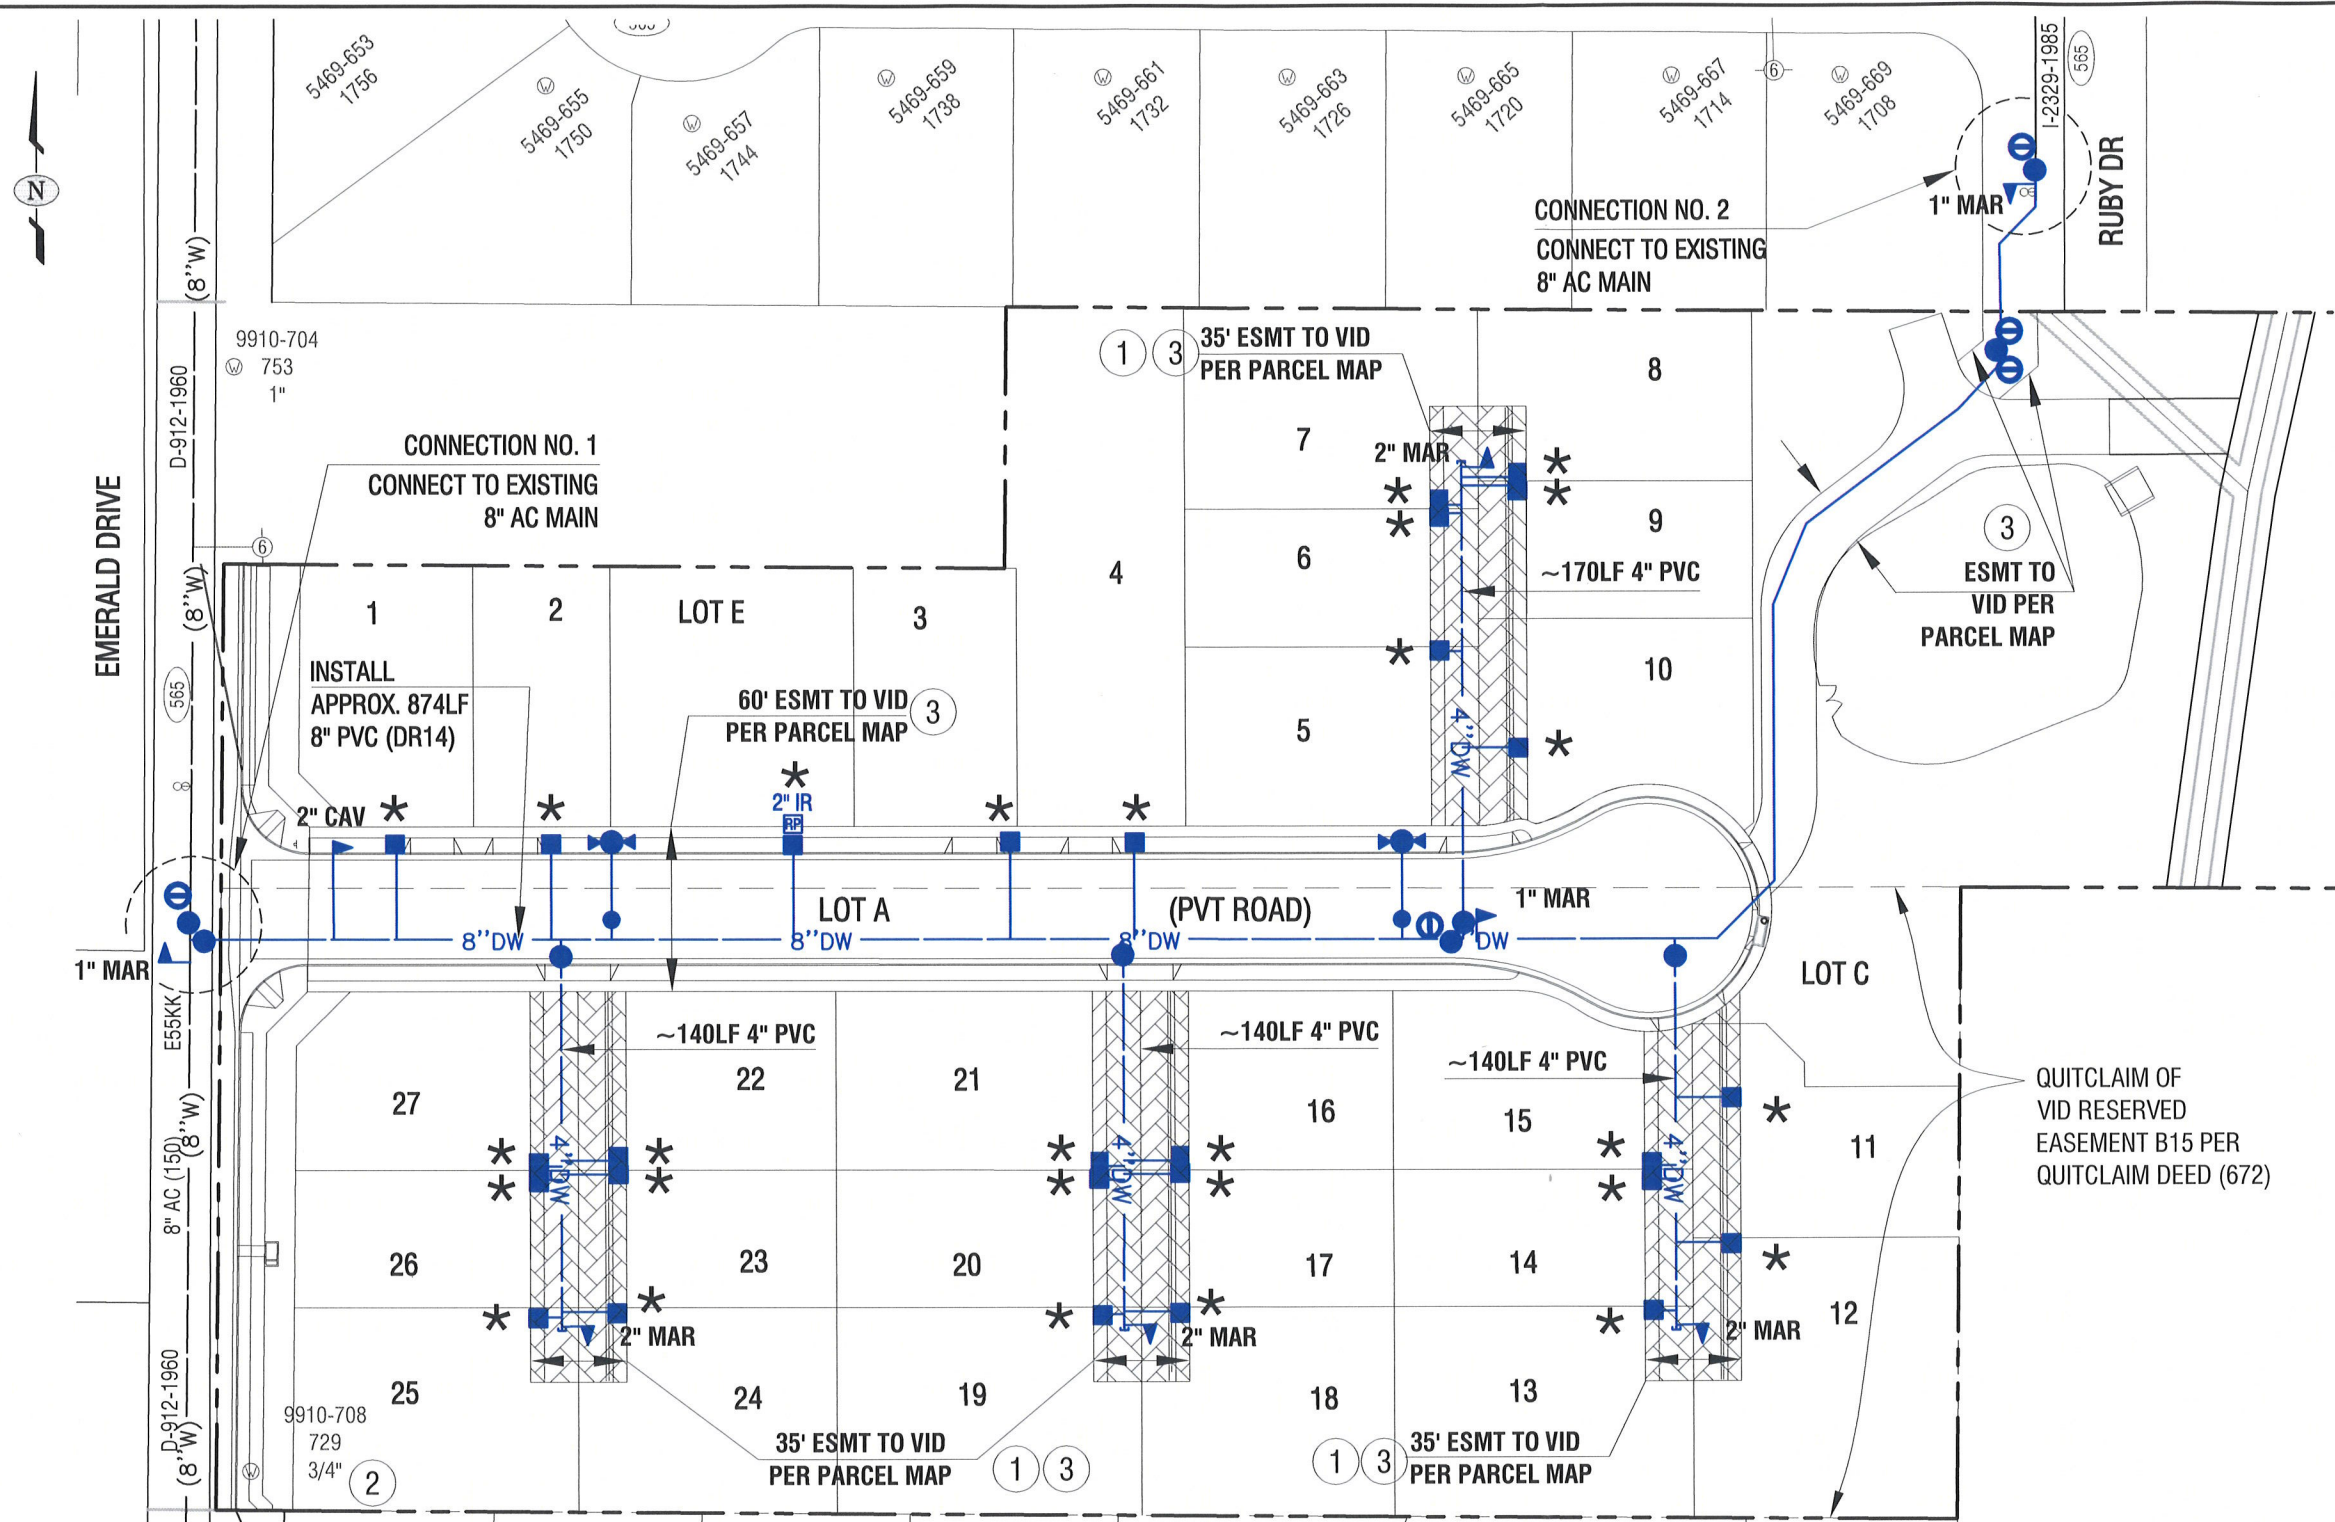 5469-653
1756
5469-655
1750
5469-657
1744
5469-659
1738
5469-661
1732
5469-663
1726
5469-665
1720
5469-667
1714
6
5469-669
1708
I-2329-1985
565
RUBY DR
N
W
W
W
W
W
W
W
W
CONNECTION NO. 2
CONNECT TO EXISTING
8" AC MAIN
1" MAR
(8''W)
9910-704
W 753
1"
D-912-1960
EMERALD DRIVE
CONNECTION NO. 1
CONNECT TO EXISTING
8" AC MAIN
6
(8''W)
565
1 3
35' ESMT TO VID
PER PARCEL MAP
4
7
8
2" MAR
6
9
~170LF 4" PVC
5
10
4''DW
3
ESMT TO
VID PER
PARCEL MAP
1
2
LOT E
3
INSTALL
APPROX. 874LF
8" PVC (DR14)
60' ESMT TO VID
PER PARCEL MAP
3
2" CAV
*
*
*
2" IR
RP
*
*
*
*
*
*
*
*
*
LOT A
(PVT ROAD)
1" MAR
8''DW
8''DW
8''DW
DW
1" MAR
LOT C
E55KK
8" AC (150)
(8''W)
D-912-1960
(8''W)
27
~140LF 4" PVC
22
21
~140LF 4" PVC
16
~140LF 4" PVC
15
11
4''DW
4''DW
4''DW
*
*
*
*
*
*
*
*
*
*
*
*
26
23
20
17
14
12
*
*
*
*
*
2" MAR
2" MAR
2" MAR
25
24
19
18
13
9910-708
729
3/4"
W
2
35' ESMT TO VID
PER PARCEL MAP
1 3
1 3
35' ESMT TO VID
PER PARCEL MAP
QUITCLAIM OF
VID RESERVED
EASEMENT B15 PER
QUITCLAIM DEED (672)